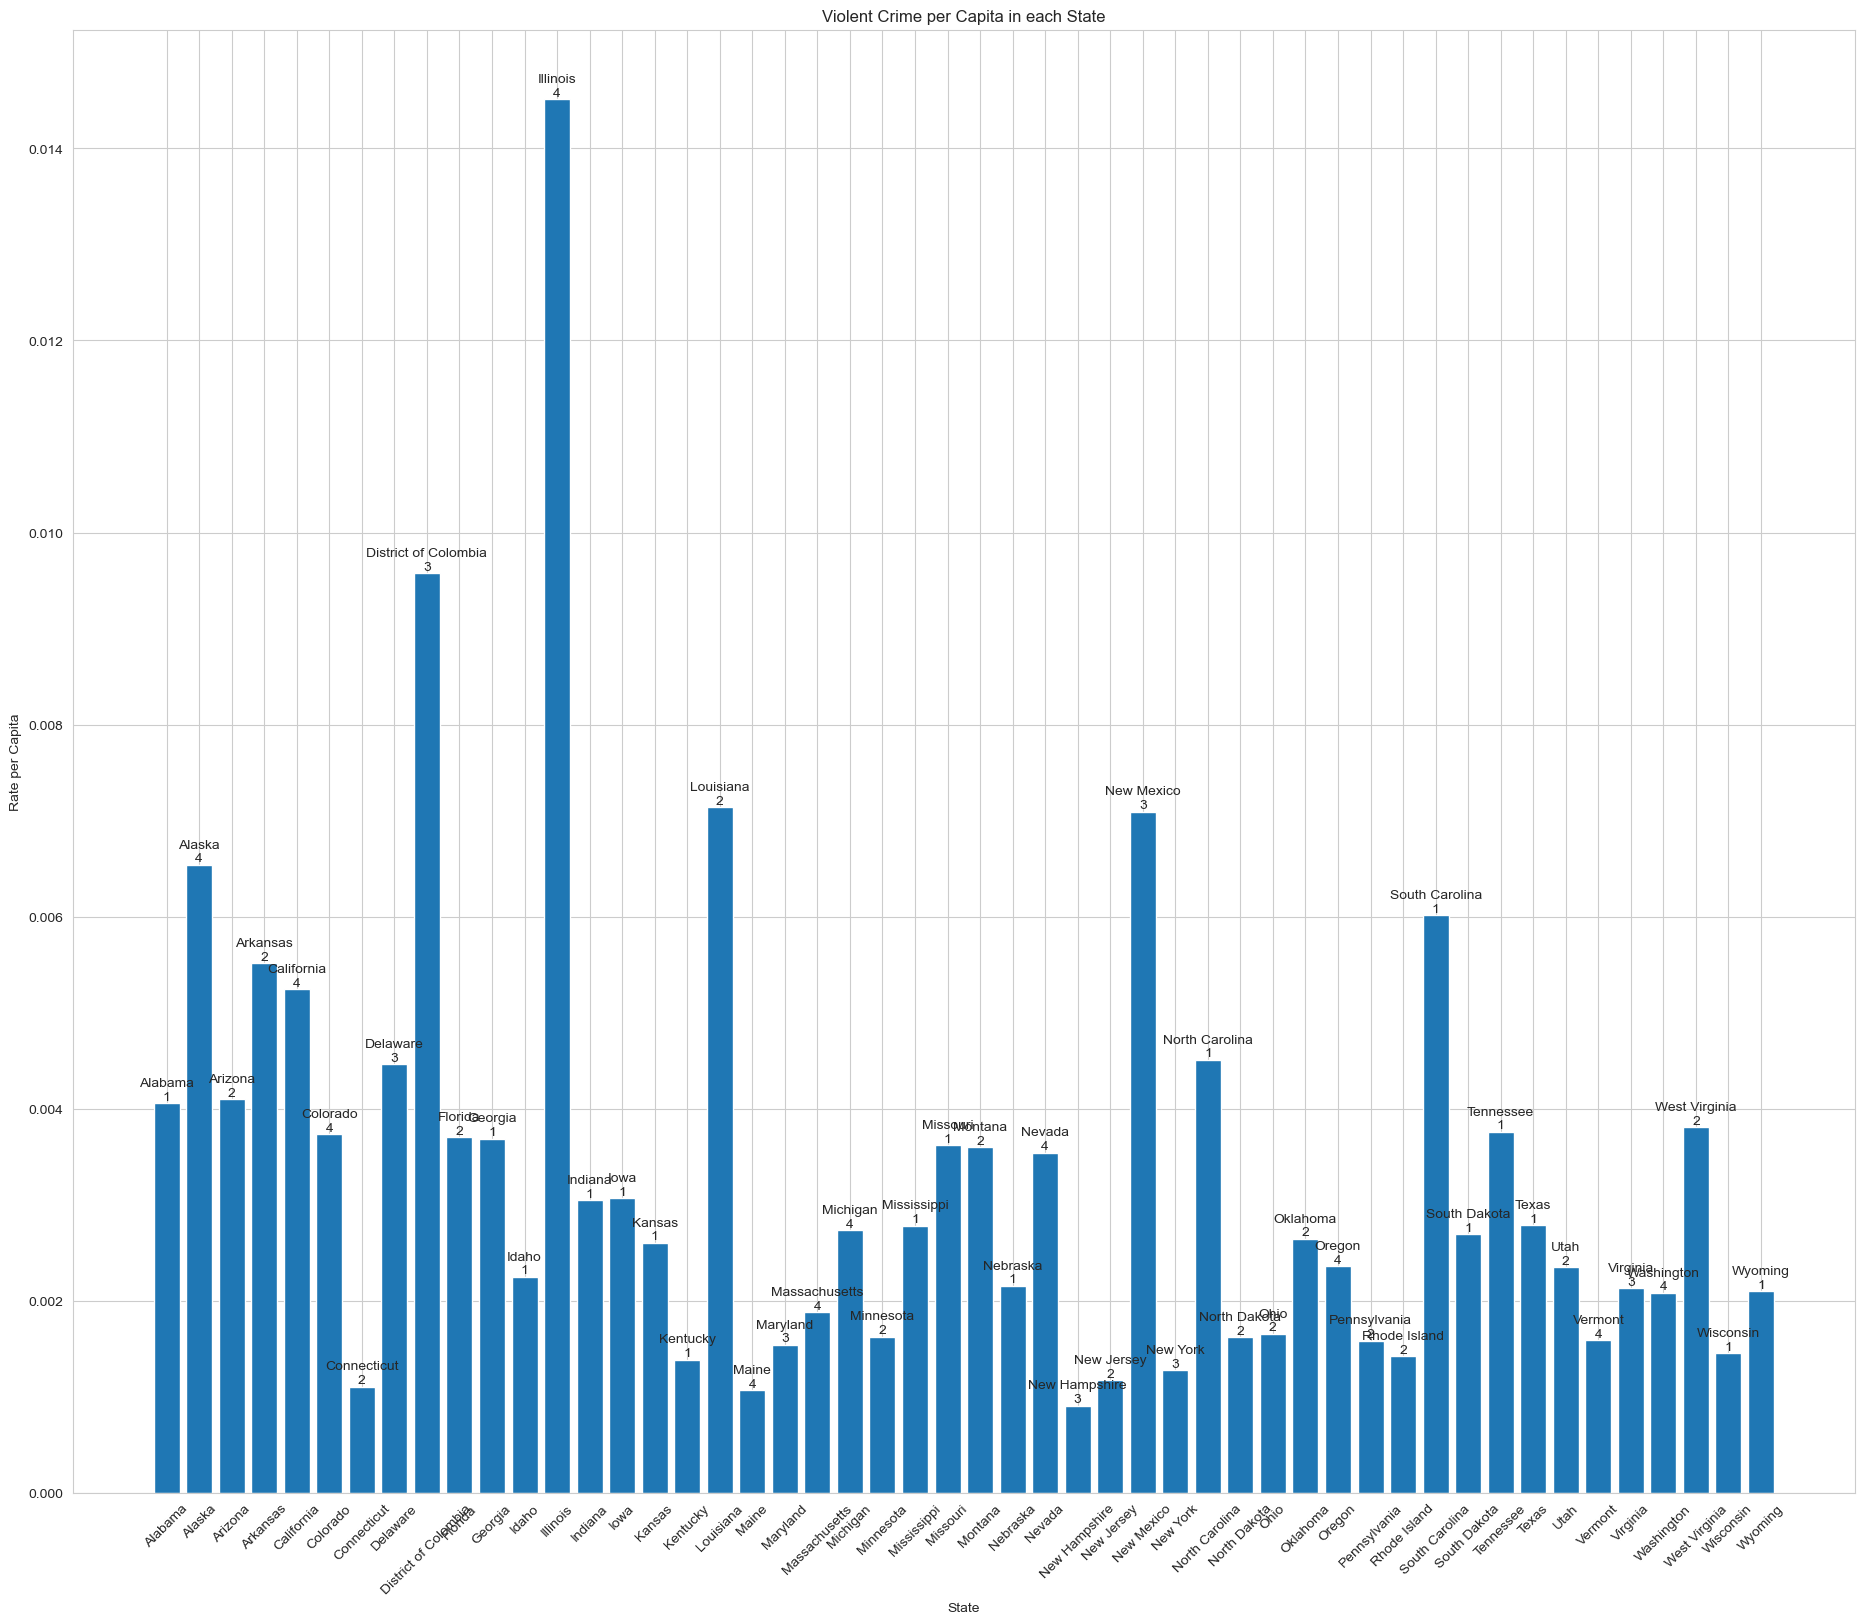 Violent Crime per Capita in each State
Rate per Capita
0.014
0.012
0.010
0.008
0.006
0.004
0.002
0.000
Alabama
1
Alaska
4
Arizona
2
Arkansas
2
California
4
Colorado
4
Connecticut
2
Delaware
3
District of Colombia
3
Florida
2
Georgia
1
Idaho
1
Illinois
4
Indiana
1
Iowa
1
Kansas
1
Kentucky
1
Louisiana
2
Maine
4
Maryland
3
Massachusetts
4
Michigan
4
Minnesota
2
Mississippi
1
Missouri
1
Montana
2
Nebraska
1
Nevada
4
New Hampshire
3
New Jersey
2
New Mexico
3
New York
3
North Carolina
1
North Dakota
2
Ohio
2
Oklahoma
2
Oregon
4
Pennsylvania
Rhode Island
2
South Carolina
1
South Dakota
1
Tennessee
1
Texas
1
Utah
2
Vermont
4
Virginia
3
Washington
4
West Virginia
2
Wisconsin
1
Wyoming
1
Alabama
Alaska
Arizona
Arkansas
California
Colorado
Connecticut
Delaware
District of Colombia
Florida
Georgia
Idaho
Illinois
Indiana
Iowa
Kansas
Kentucky
Louisiana
Maine
Maryland
Massachusetts
Michigan
Minnesota
Mississippi
Missouri
Montana
Nebraska
Nevada
New Hampshire
New Jersey
New Mexico
New York
North Carolina
North Dakota
Ohio
Oklahoma
Oregon
Pennsylvania
Rhode Island
South Carolina
South Dakota
Tennessee
Texas
Utah
Vermont
Virginia
Washington
West Virginia
Wisconsin
Wyoming
State